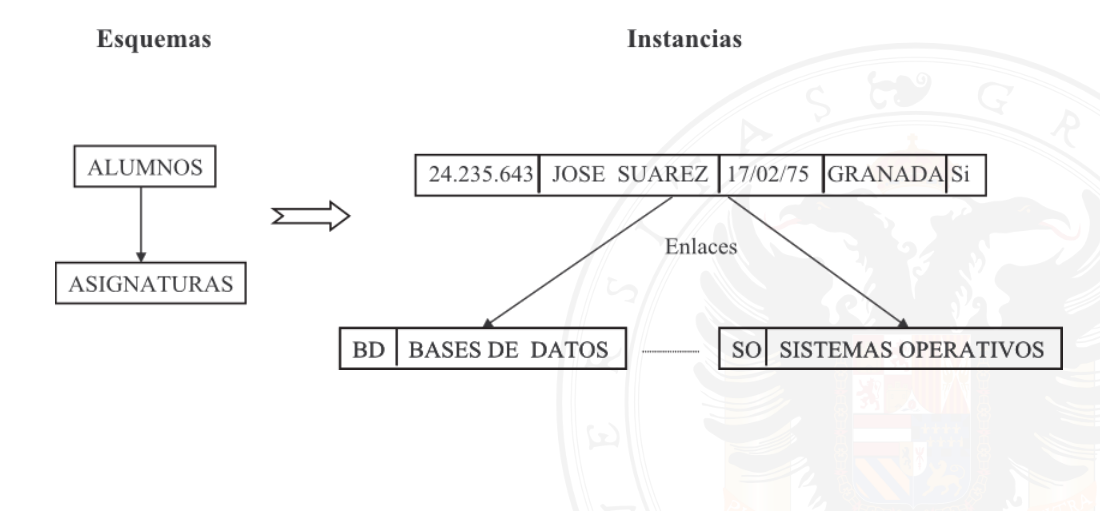 Esquemas
Instancias
ALUMNOS
24.235.643 JOSE SUAREZ 17/02/75 GRANADA Si
Enlaces
ASIGNATURAS
BD BASES DE DATOS ................ SO SISTEMAS OPERATIVOS